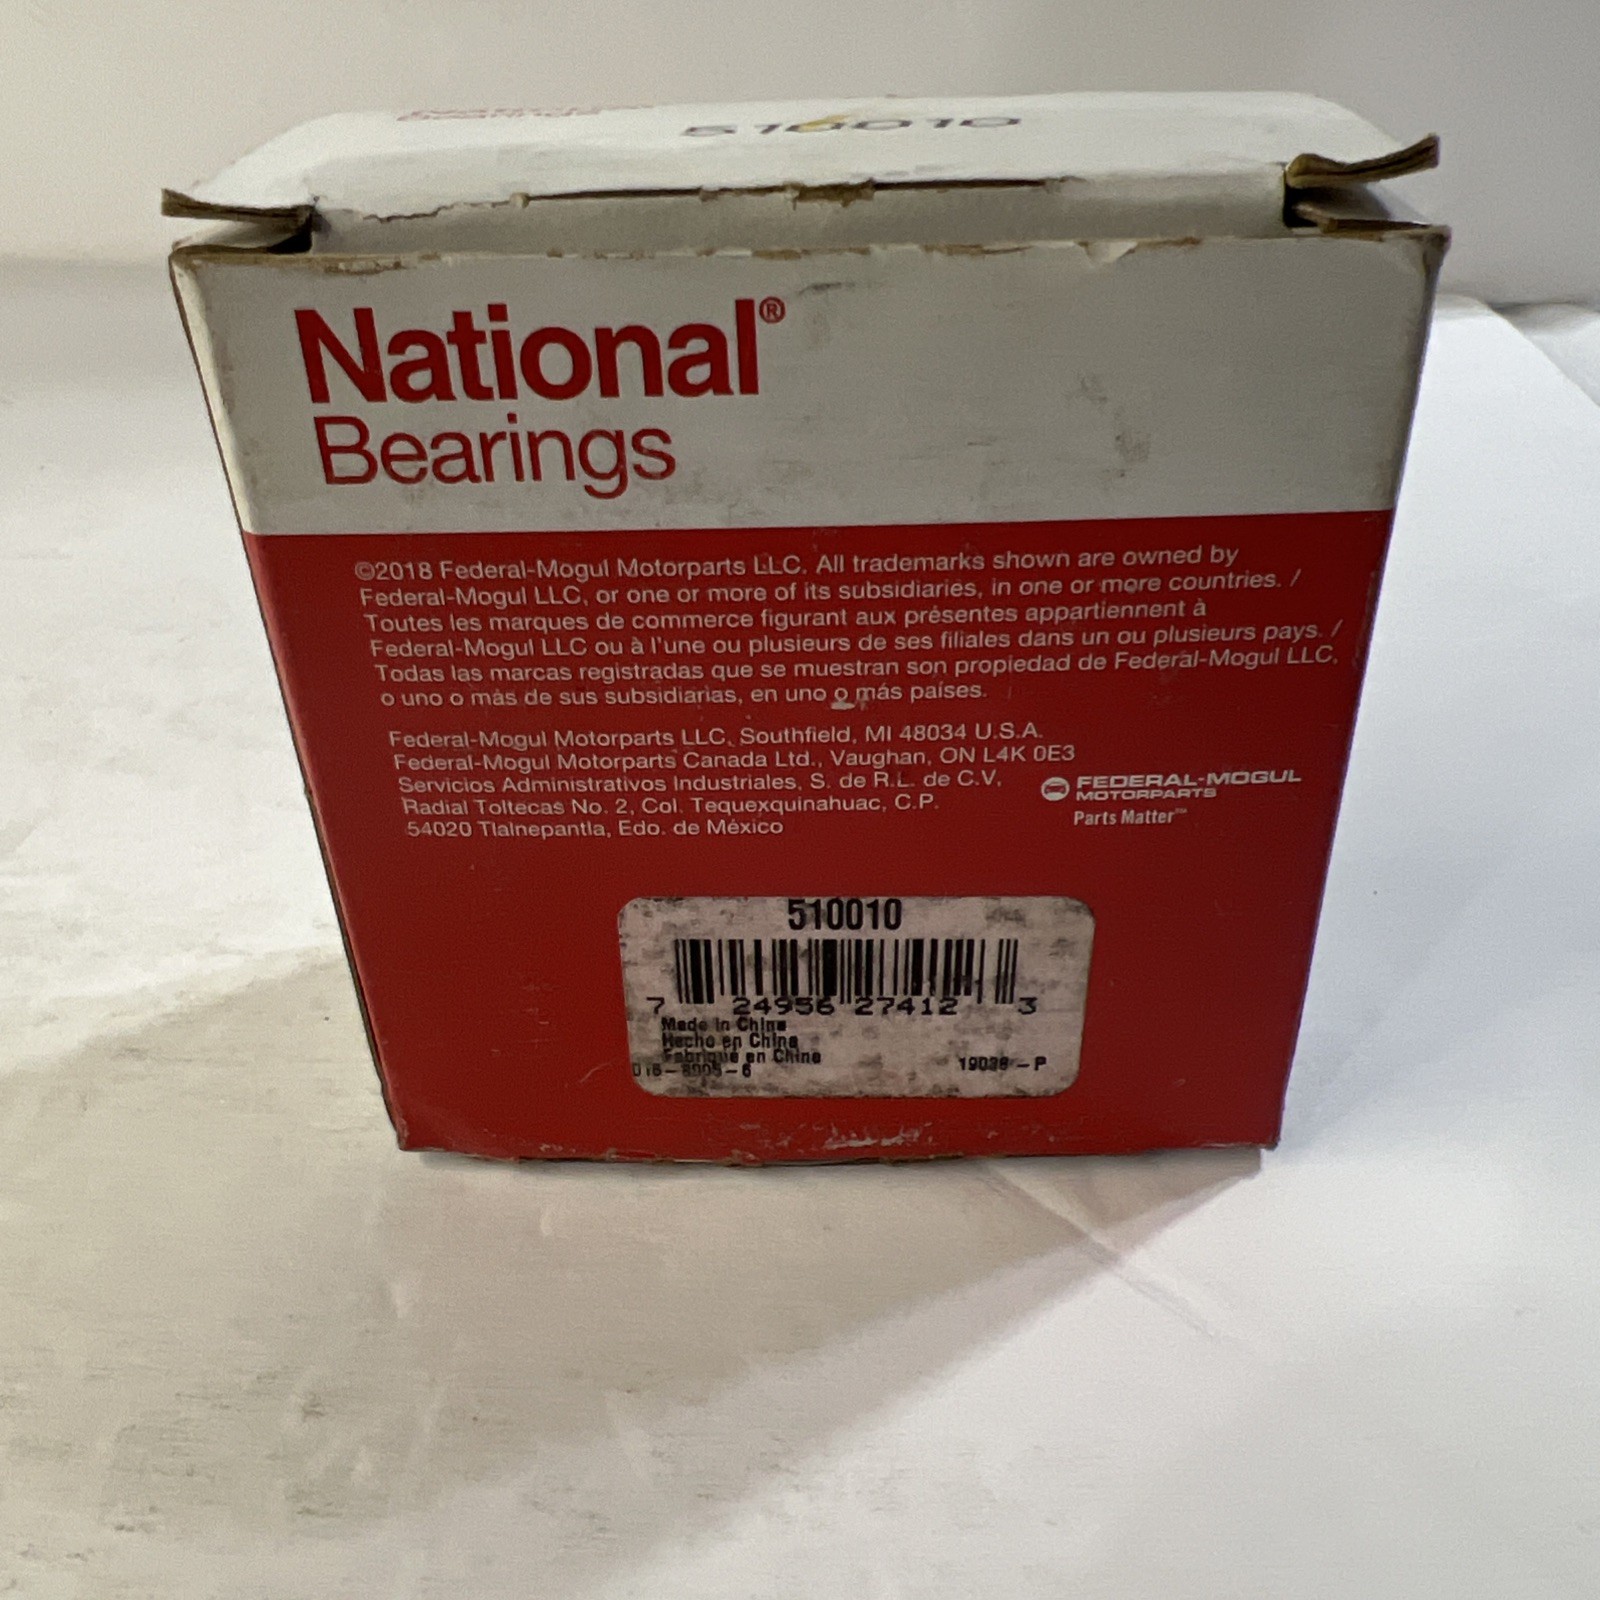 Bearings
510010
National®
Bearings
©2018 Federal-Mogul Motorparts LLC. All trademarks shown are owned by
Federal-Mogul LLC, or one or more of its subsidiaries, in one or more countries. /
Toutes les marques de commerce figurant aux présentes appartiennent à
Federal-Mogul LLC ou à l'une ou plusieurs de ses filiales dans un ou plusieurs pays. /
Todas las marcas registradas que se muestran son propiedad de Federal-Mogul LLC,
o uno o más de sus subsidiarias, en uno o más países.
Federal-Mogul Motorparts LLC, Southfield, MI 48034 U.S.A.
Federal-Mogul Motorparts Canada Ltd., Vaughan, ON L4K 0E3
Servicios Administrativos Industriales, S. de R.L. de C.V.
Radial Toltecas No. 2, Col. Tequexquinahuac, C.P.
54020 Tlalnepantla, Edo. de México
FEDERAL-MOGUL
MOTORPARTS
Parts Matter℠
510010
7 24956 27412 3
Made in China
Hecho en China
Fabriqué en China